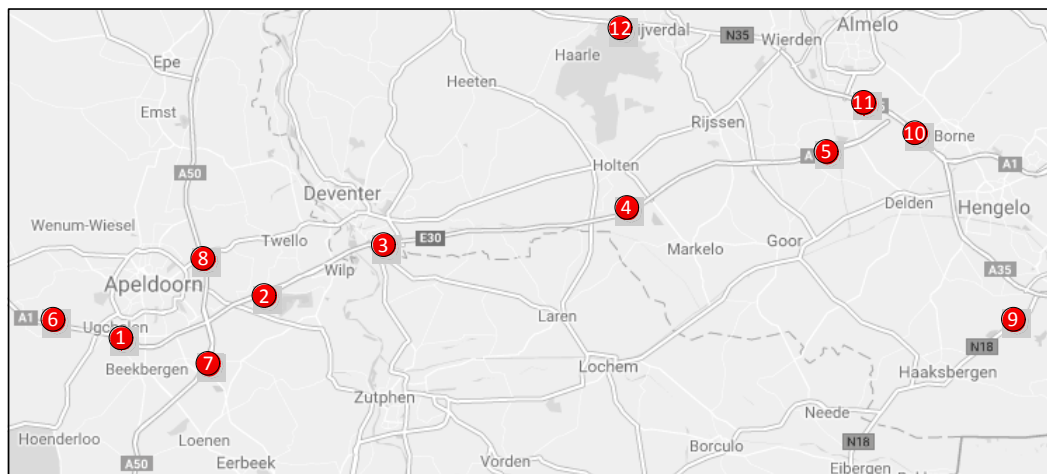 12
ijverdal
N35
Almelo
Wierden
Haarle
Epe
Heeten
Emst
11
Rijssen
10
Borne
5
A1
A50
Holten
Deventer
4
Delden
Hengelo
Wenum-Wiesel
Twello
3
E30
Markelo
Goor
8
Wilp
A35
Apeldoorn
2
6
A1
Ugchelen
1
Laren
9
N18
Beekbergen
7
Lochem
Haaksbergen
Zutphen
Neede
Hoenderloo
Loenen
Borculo
N18
A50
Eerbeek
Vorden
Eibergen